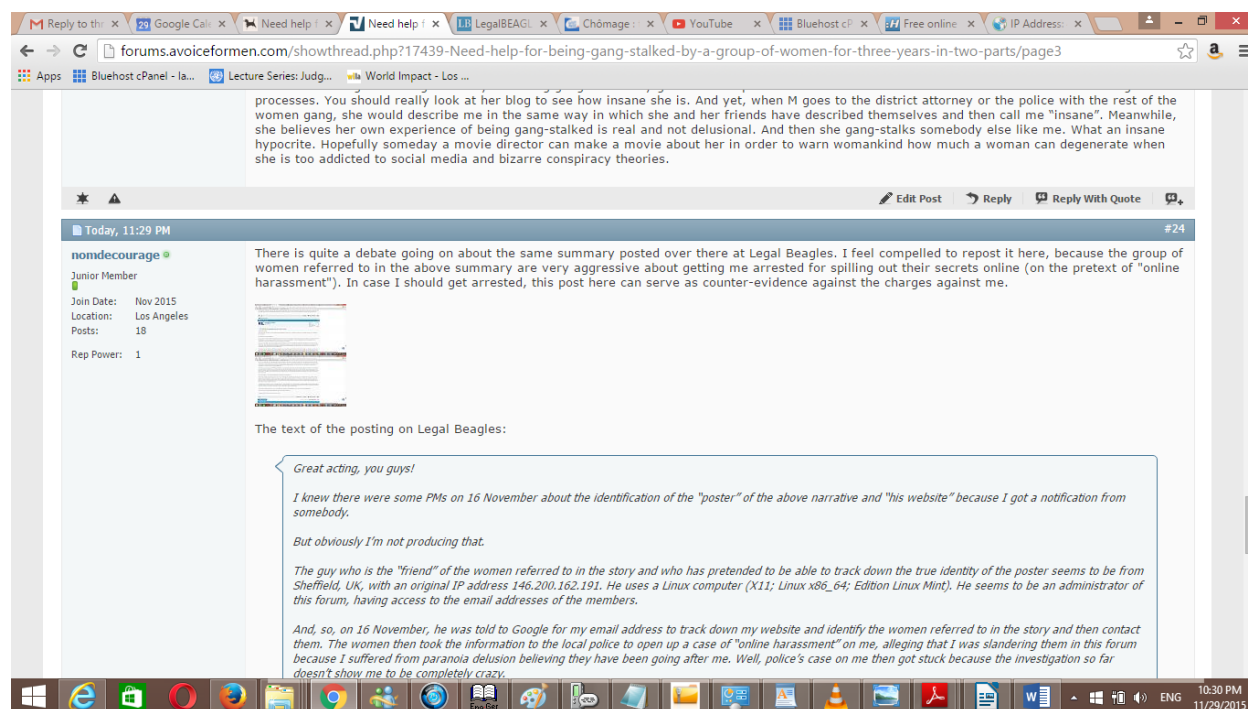 Reply to thr
Google Cale
Need help f
Need help f
LegalBEAGL
Chômage :
YouTube
Bluehost cP
Free online
IP Address:
forums.avoiceformen.com/showthread.php?17439-Need-help-for-being-gang-stalked-by-a-group-of-women-for-three-years-in-two-parts/page3
Apps Bluehost cPanel - la... Lecture Series: Judg... World Impact - Los ...
processes. You should really look at her blog to see how insane she is. And yet, when M goes to the district attorney or the police with the rest of the
women gang, she would describe me in the same way in which she and her friends have described themselves and then call me "insane". Meanwhile,
she believes her own experience of being gang-stalked is real and not delusional. And then she gang-stalks somebody else like me. What an insane
hypocrite. Hopefully someday a movie director can make a movie about her in order to warn womankind how much a woman can degenerate when
she is too addicted to social media and bizarre conspiracy theories.
Edit Post Reply Reply With Quote
Today, 11:29 PM #24
nomdecourage
Junior Member
Join Date: Nov 2015
Location: Los Angeles
Posts: 18
Rep Power: 1
There is quite a debate going on about the same summary posted over there at Legal Beagles. I feel compelled to repost it here, because the group of
women referred to in the above summary are very aggressive about getting me arrested for spilling out their secrets online (on the pretext of "online
harassment"). In case I should get arrested, this post here can serve as counter-evidence against the charges against me.
The text of the posting on Legal Beagles:
Great acting, you guys!
I knew there were some PMs on 16 November about the identification of the "poster" of the above narrative and "his website" because I got a notification from
somebody.
But obviously I'm not producing that.
The guy who is the "friend" of the women referred to in the story and who has pretended to be able to track down the true identity of the poster seems to be from
Sheffield, UK, with an original IP address 146.200.162.191. He uses a Linux computer (X11; Linux x86_64; Edition Linux Mint). He seems to be an administrator of
this forum, having access to the email addresses of the members.
And, so, on 16 November, he was told to Google for my email address to track down my website and identify the women referred to in the story and then contact
them. The women then took the information to the local police to open up a case of "online harassment" on me, alleging that I was slandering them in this forum
because I suffered from paranoia delusion believing they have been going after me. Well, police's case on me then got stuck because the investigation so far
doesn't show me to be completely crazy.
ENG
10:30 PM
11/29/2015